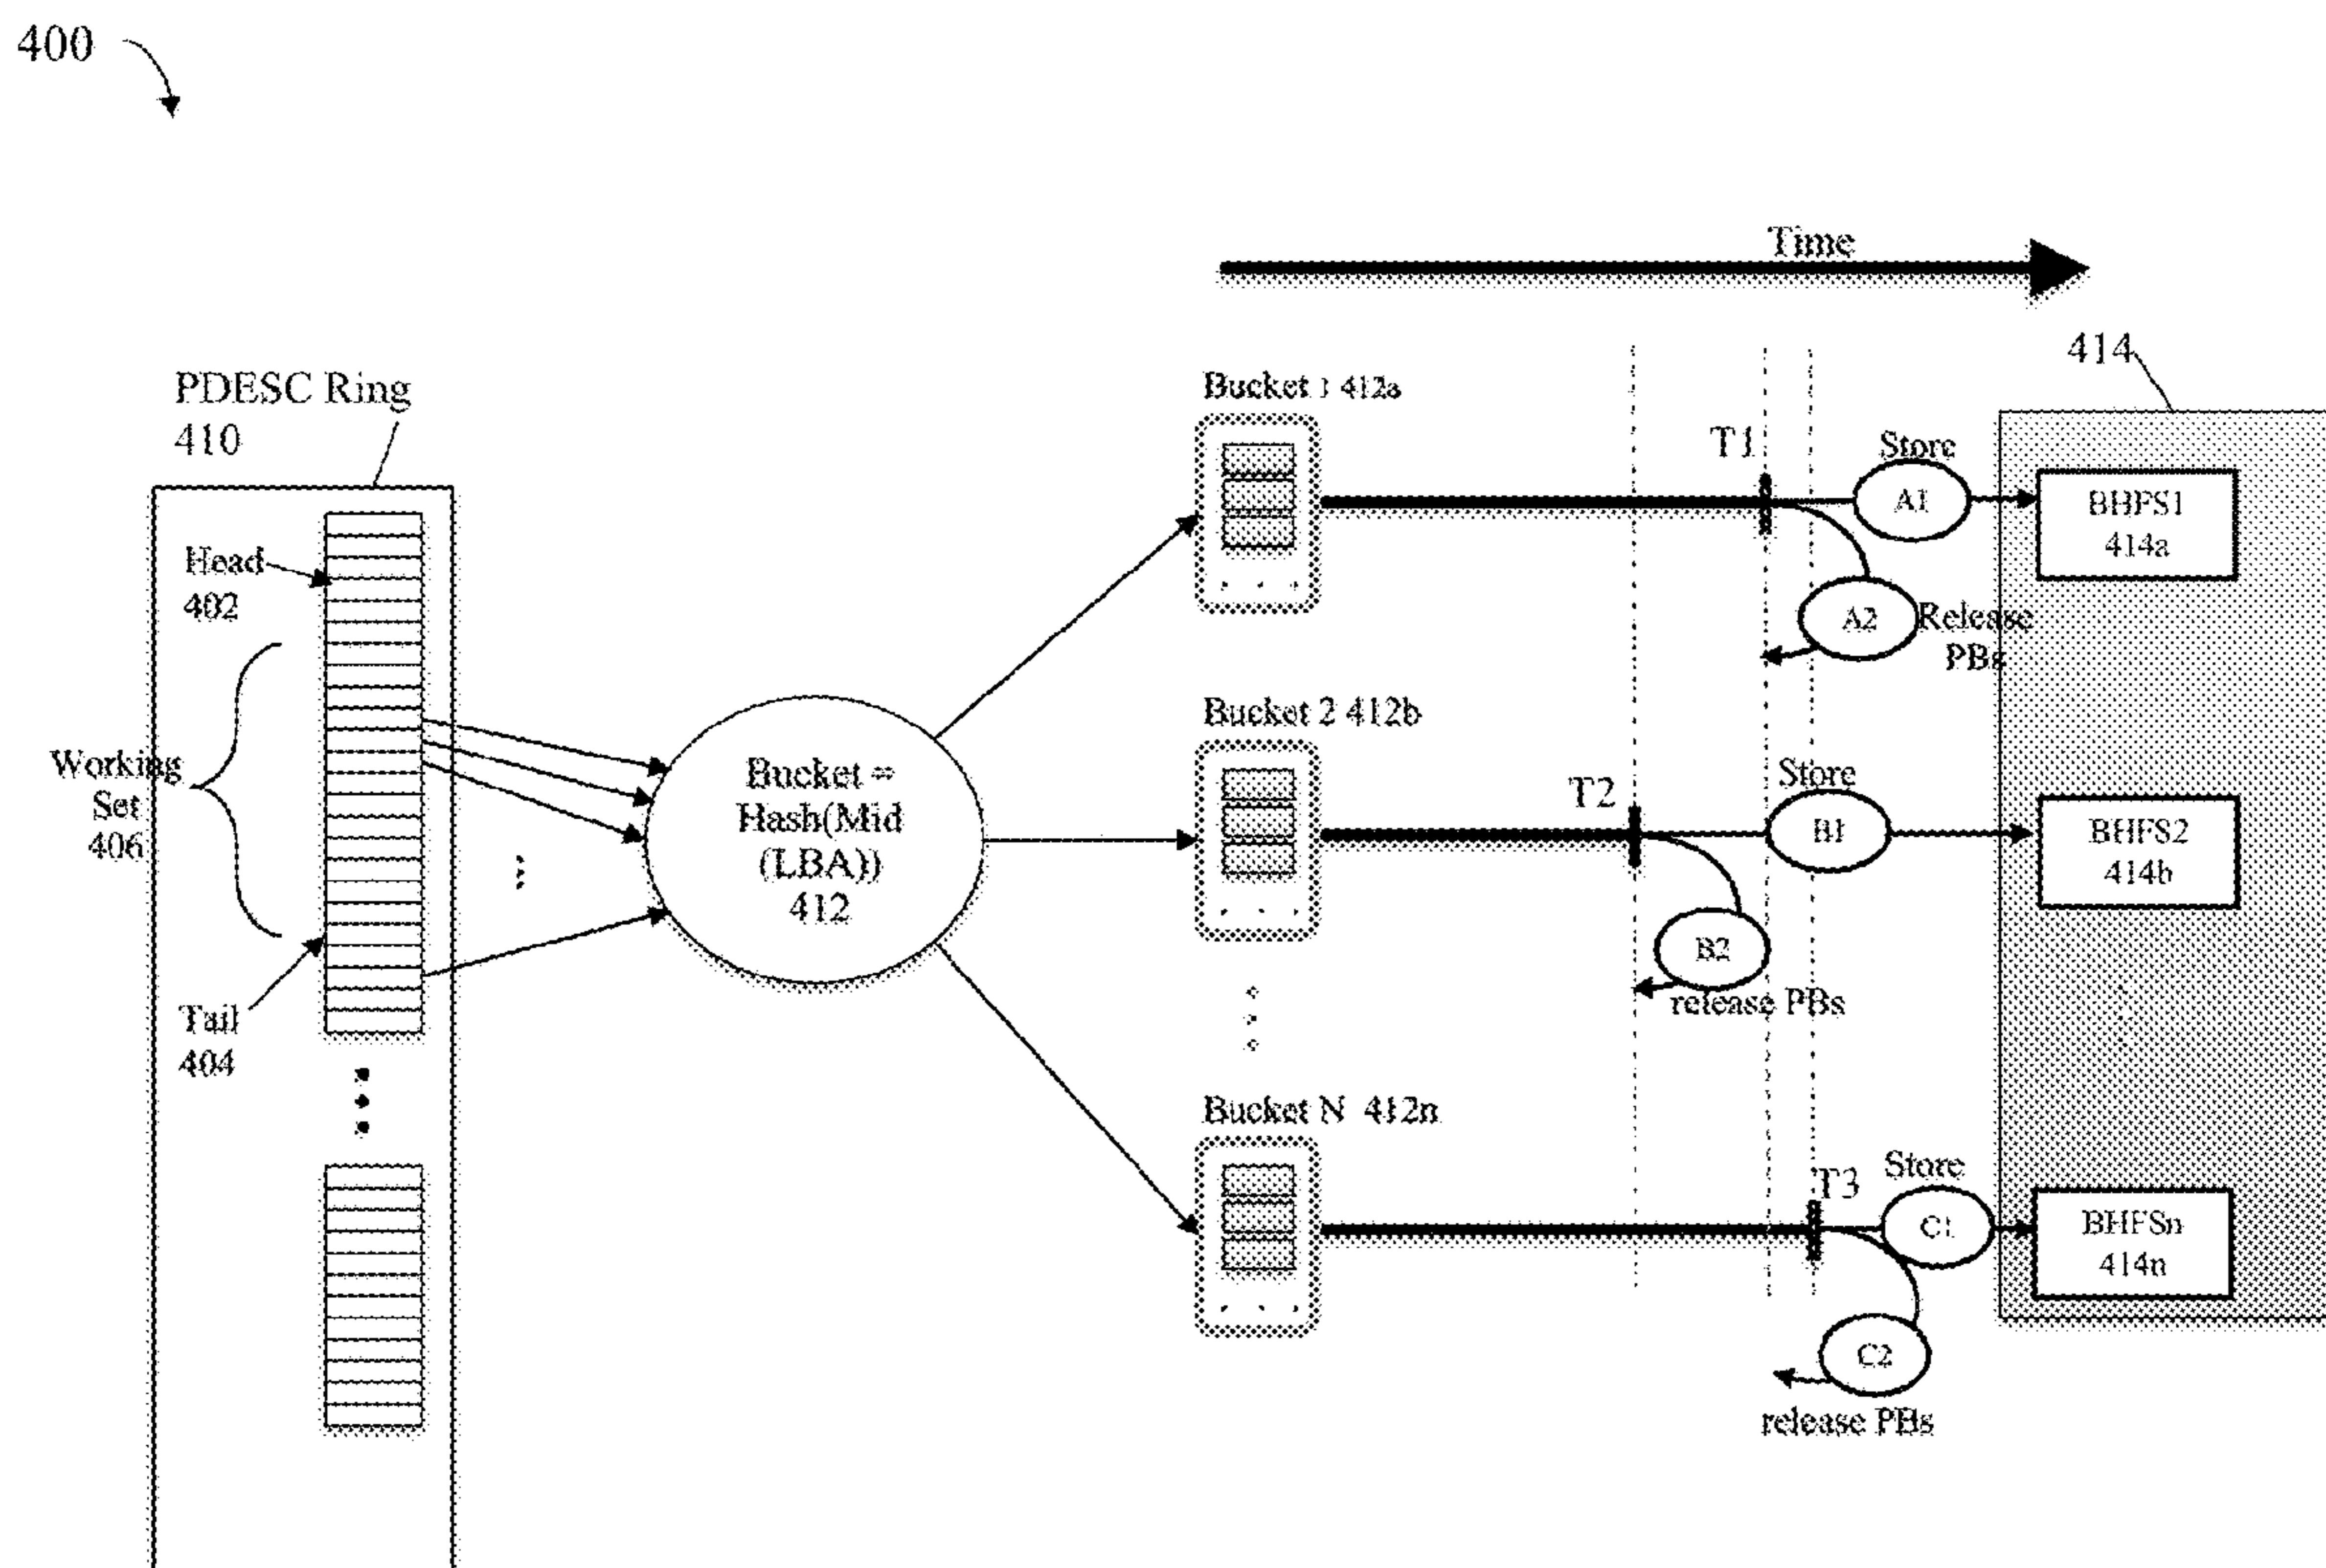 400
Time
414
PDESC Ring
410
Bucket 1 412a
T1
Store
A1
BHFS1
414a
Head
402
A2
Release
PBs
Bucket 2 412b
Working
Set
406
Bucket =
Hash(Mid
(LBA))
412
T2
Store
B1
BHFS2
414b
B2
release PBs
Tail
404
Bucket N 412n
T3
Store
C1
BHFSn
414n
C2
release PBs